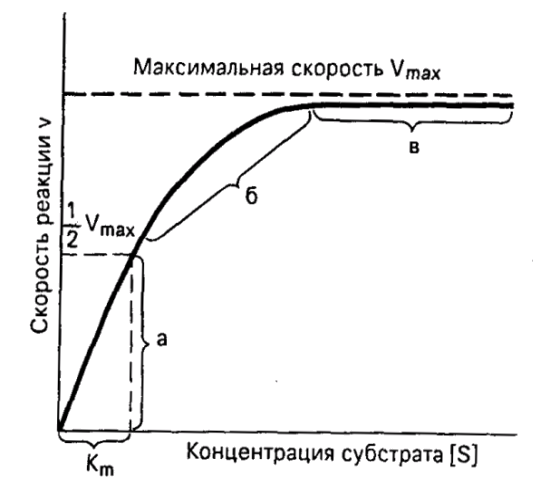 Максимальная скорость Vmax
Скорость реакции v
1/2 Vmax
а
б
в
Km
Концентрация субстрата [S]